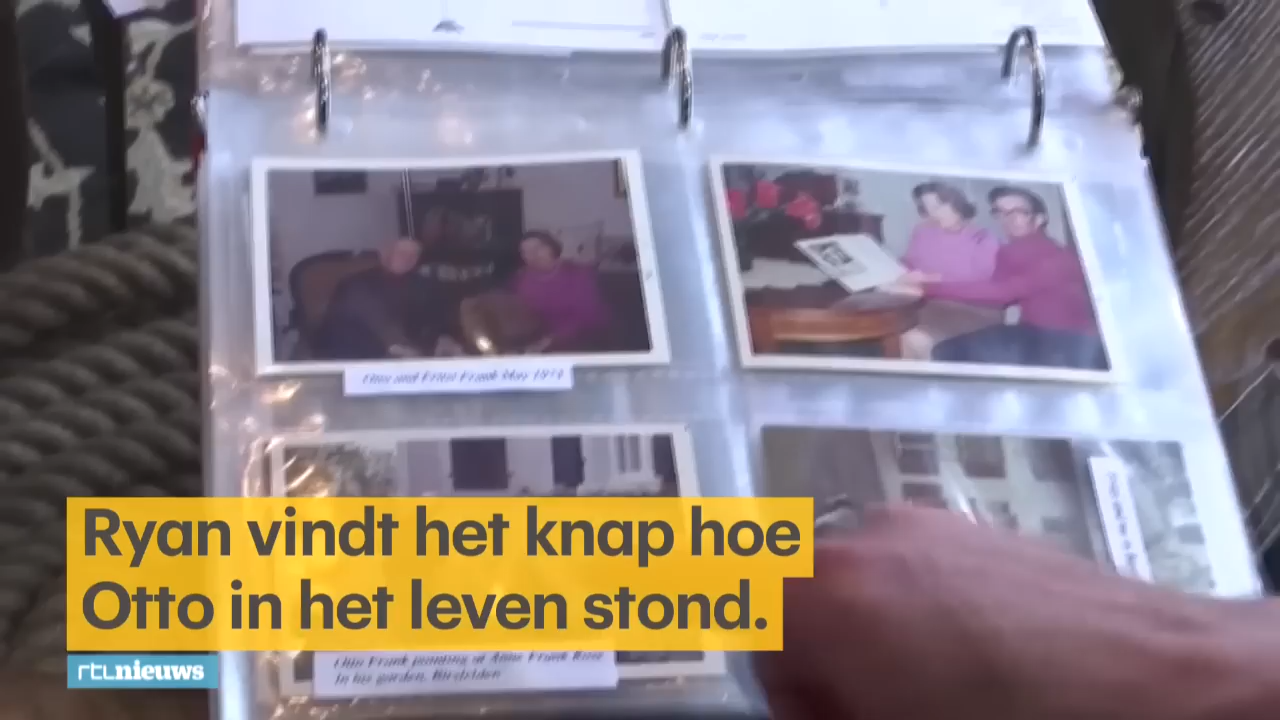 Otto and Fritzi Frank May 1974
Ryan vindt het knap hoe
Otto in het leven stond.
Otto Frank pointing at Anne Frank Rose
in his garden, Birsfelden
rtlnieuws